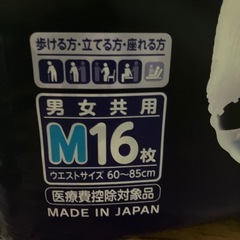 歩ける方・立てる方・座れる方
男女共用
M16枚
ウエストサイズ 60~85cm
医療費控除対象品
MADE IN JAPAN